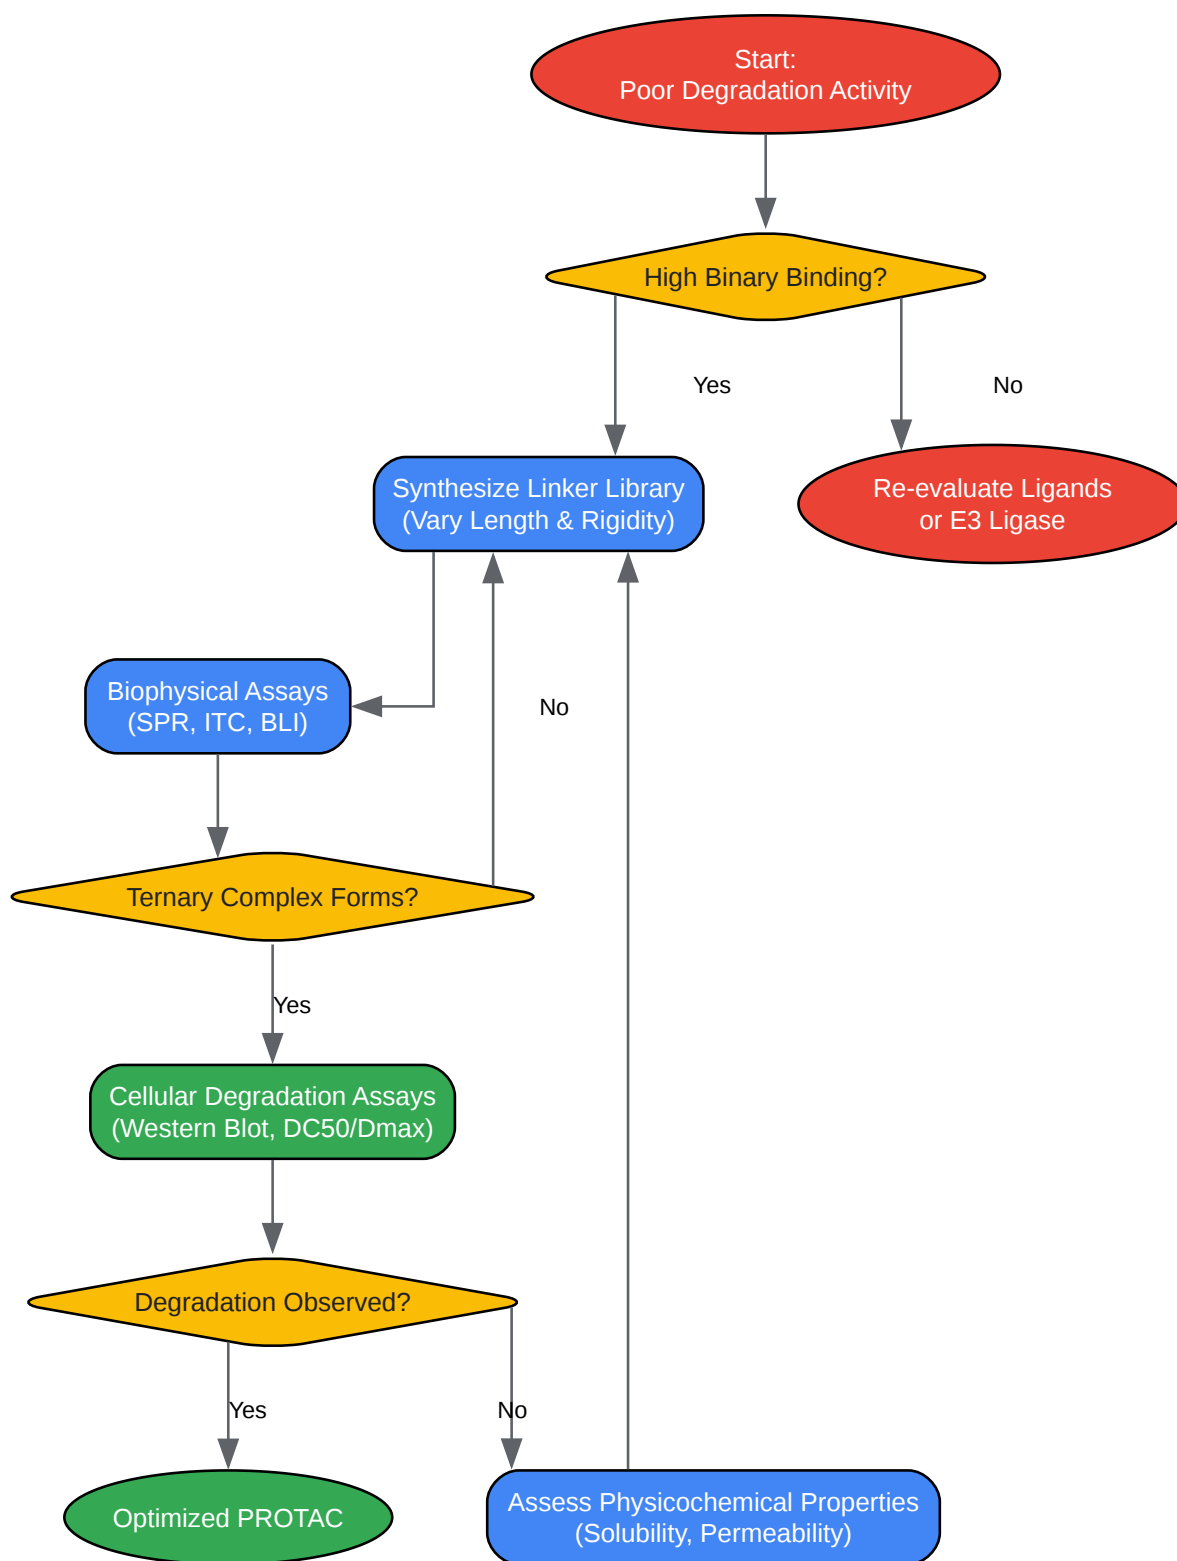 Start:
Poor Degradation Activity
High Binary Binding?
Yes
No
Synthesize Linker Library
(Vary Length & Rigidity)
Re-evaluate Ligands
or E3 Ligase
Biophysical Assays
(SPR, ITC, BLI)
No
Ternary Complex Forms?
Yes
Cellular Degradation Assays
(Western Blot, DC50/Dmax)
Degradation Observed?
Yes
No
Optimized PROTAC
Assess Physicochemical Properties
(Solubility, Permeability)